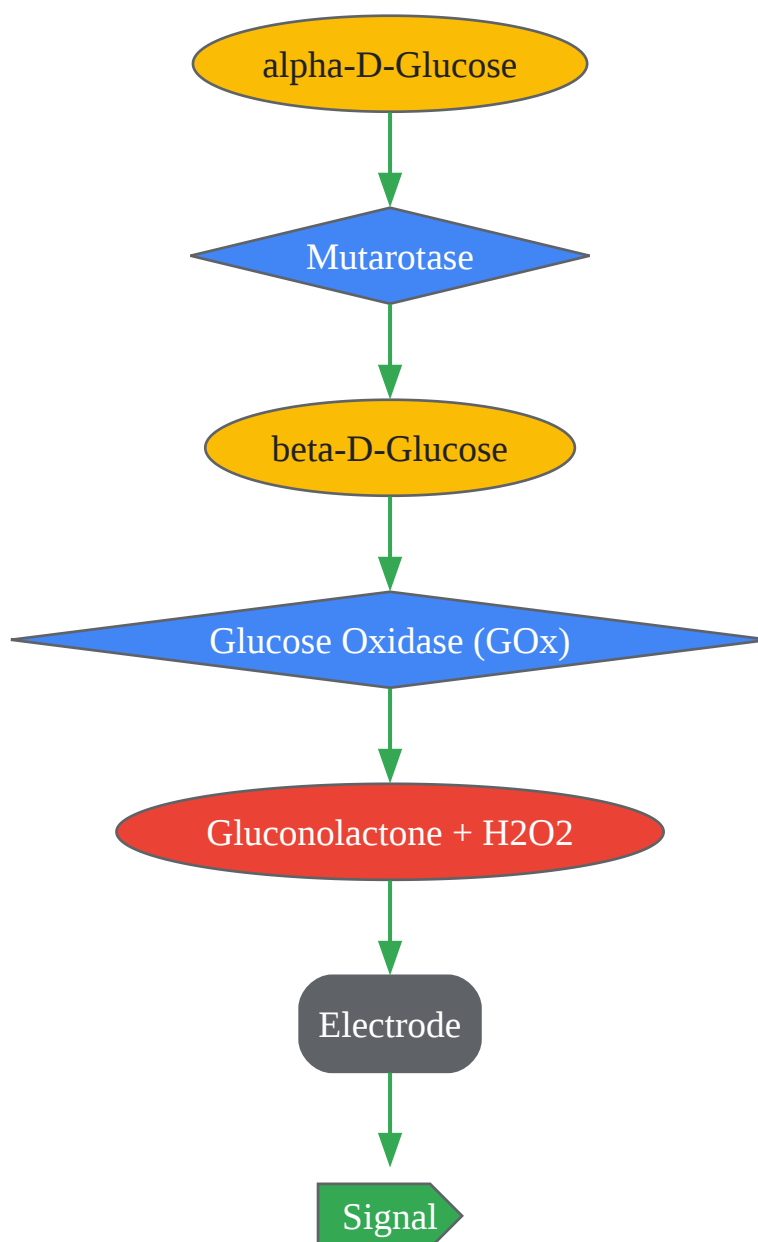 alpha-D-Glucose
Mutarotase
beta-D-Glucose
Glucose Oxidase (GOx)
Gluconolactone + H2O2
Electrode
Signal